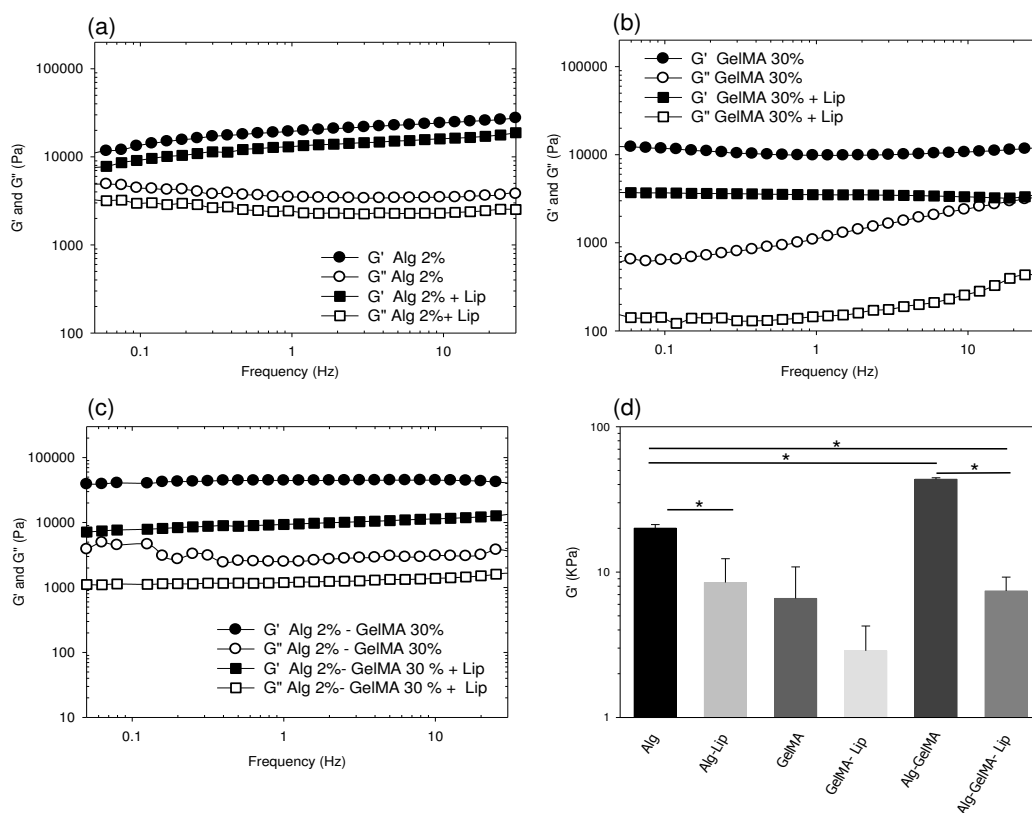 (a)
100000
10000
1000
100
G' and G'' (Pa)
G' Alg 2%
G" Alg 2%
G' Alg 2% + Lip
G" Alg 2%+ Lip
0.1 1 10
Frequency (Hz)
(b)
100000
10000
1000
100
G' and G'' (Pa)
G' GelMA 30%
G" GelMA 30%
G' GelMA 30% + Lip
G" GelMA 30% + Lip
0.1 1 10
Frequency (Hz)
(c)
100000
10000
1000
100
10
G' and G'' (Pa)
G' Alg 2% - GelMA 30%
G" Alg 2% - GelMA 30%
G' Alg 2%- GelMA 30 % + Lip
G" Alg 2%- GelMA 30 % + Lip
0.1 1 10
Frequency (Hz)
(d)
100
10
1
G' (KPa)
*
*
*
*
Alg
Alg-Lip
GelMA
GelMA- Lip
Alg-GelMA
Alg-GelMA- Lip